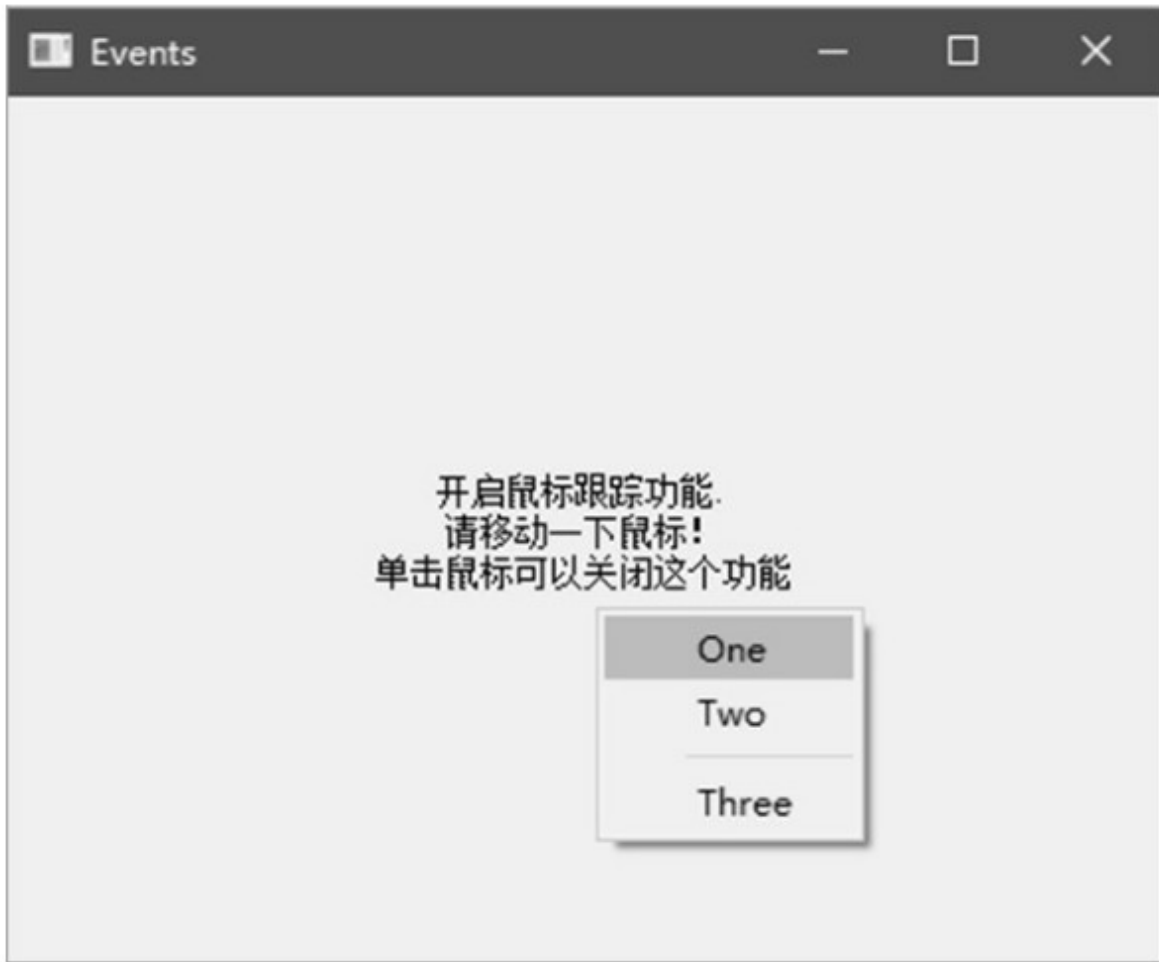 Events
开启鼠标跟踪功能.
请移动一下鼠标!
单击鼠标可以关闭这个功能
One
Two
Three